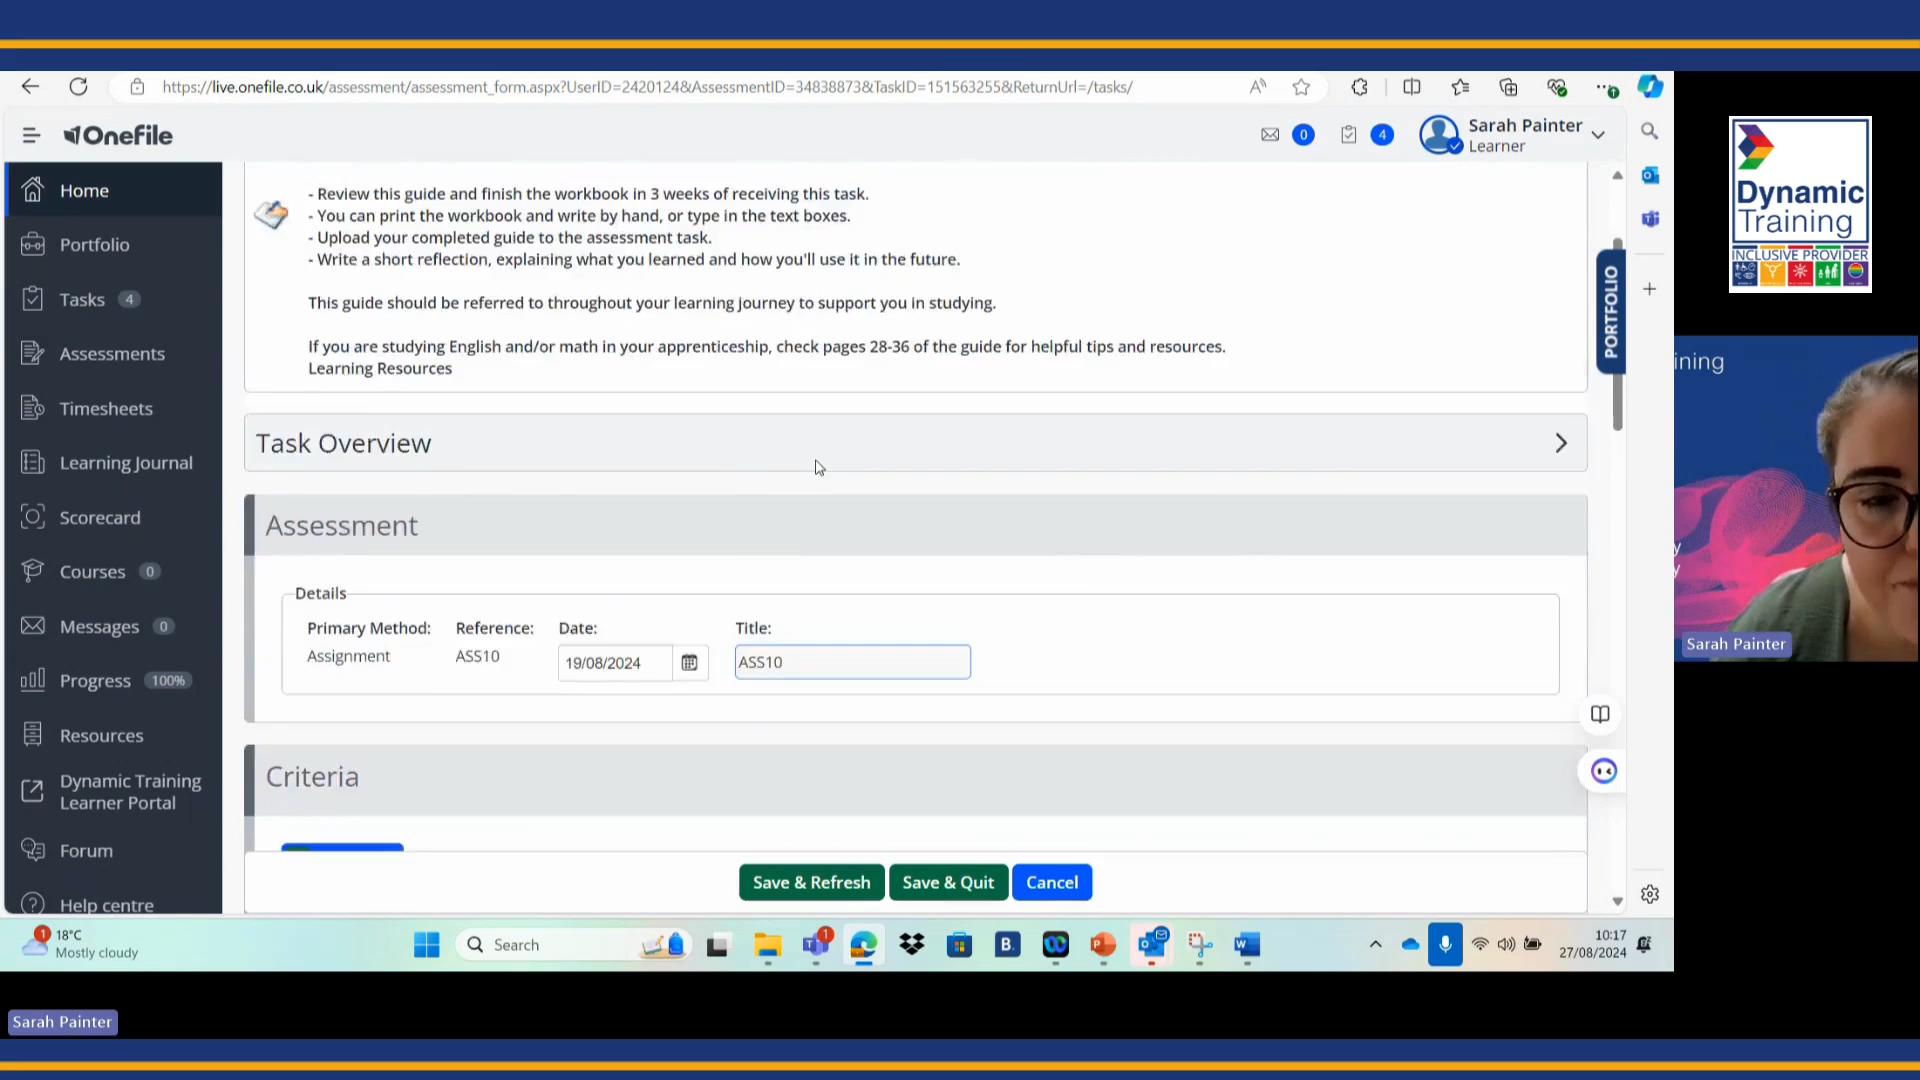 https://live.onefile.co.uk/assessment/assessment_form.aspx?UserID=2420124&AssessmentID=34838873&TaskID=1515632​55&ReturnUrl=/tasks/
Onefile
0
4
Sarah Painter
Learner
Home
Portfolio
Tasks 4
Assessments
Timesheets
Learning Journal
Scorecard
Courses 0
Messages 0
Progress 100%
Resources
Dynamic Training
Learner Portal
Forum
Help centre
- Review this guide and finish the workbook in 3 weeks of receiving this task.
- You can print the workbook and write by hand, or type in the text boxes.
- Upload your completed guide to the assessment task.
- Write a short reflection, explaining what you learned and how you'll use it in the future.
This guide should be referred to throughout your learning journey to support you in studying.
If you are studying English and/or math in your apprenticeship, check pages 28-36 of the guide for helpful tips and resources.
Learning Resources
Task Overview
Assessment
Details
Primary Method: Reference: Date: Title:
Assignment ASS10 19/08/2024 ASS10
Criteria
Save & Refresh Save & Quit Cancel
PORTFOLIO
Dynamic
Training
INCLUSIVE PROVIDER
ining
y
y
Sarah Painter
1
18°C
Mostly cloudy
Search
1
B.
10:17
27/08/2024
Sarah Painter